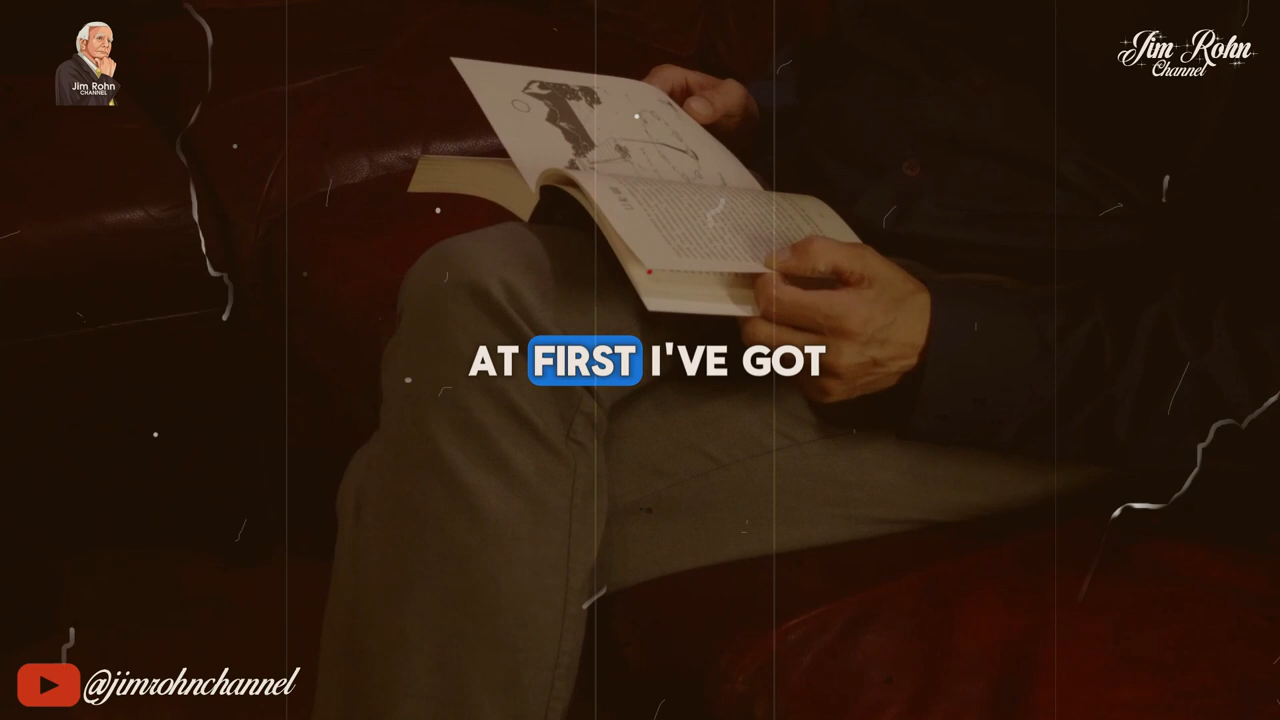 Jim Rohn
CHANNEL
Jim Rohn
Channel
AT FIRST I'VE GOT
@jimrohnchannel